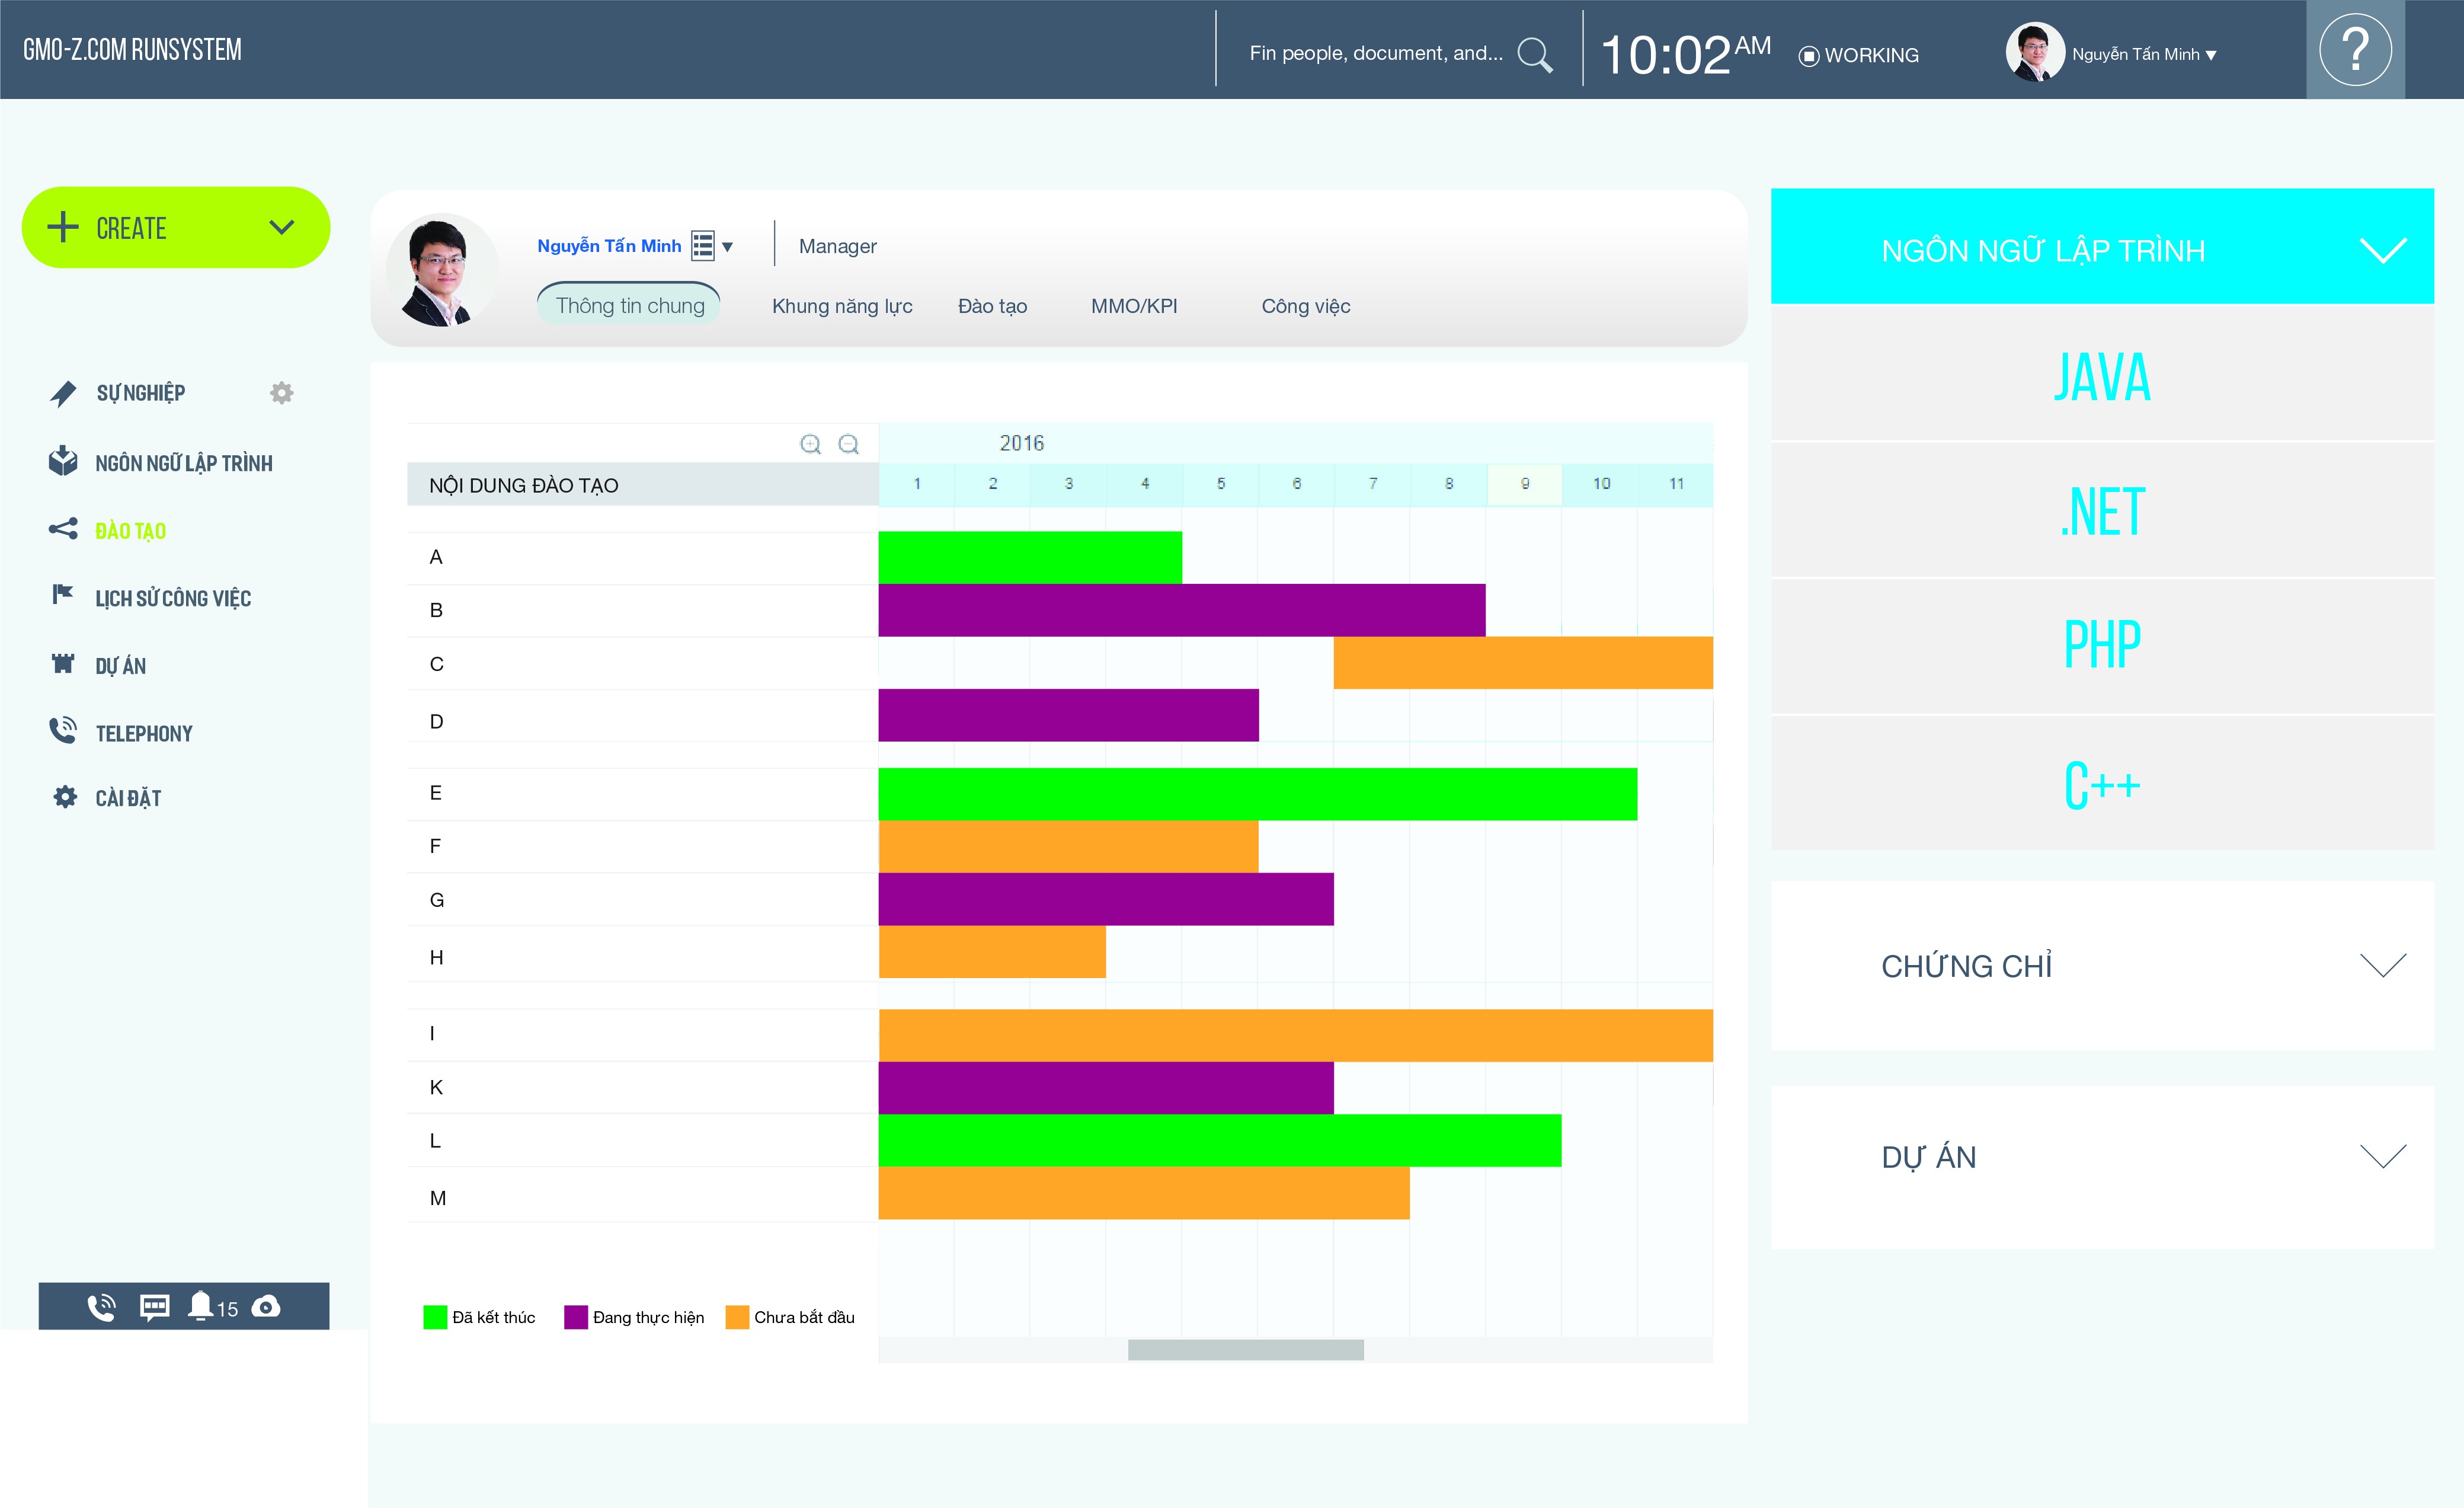 GMO-Z.COM RUNSYSTEM
Fin people, document, and...
10:02 AM
WORKING
Nguyễn Tấn Minh
?
CREATE
SỰ NGHIỆP
NGÔN NGỮ LẬP TRÌNH
ĐÀO TẠO
LỊCH SỬ CÔNG VIỆC
DỰ ÁN
TELEPHONY
CÀI ĐẶT
15
Nguyễn Tấn Minh
Manager
Thông tin chung
Khung năng lực
Đào tạo
MMO/KPI
Công việc
2016
NỘI DUNG ĐÀO TẠO
1 2 3 4 5 6 7 8 9 10 11
A
B
C
D
E
F
G
H
I
K
L
M
Đã kết thúc
Đang thực hiện
Chưa bắt đầu
NGÔN NGỮ LẬP TRÌNH
JAVA
.NET
PHP
C++
CHỨNG CHỈ
DỰ ÁN